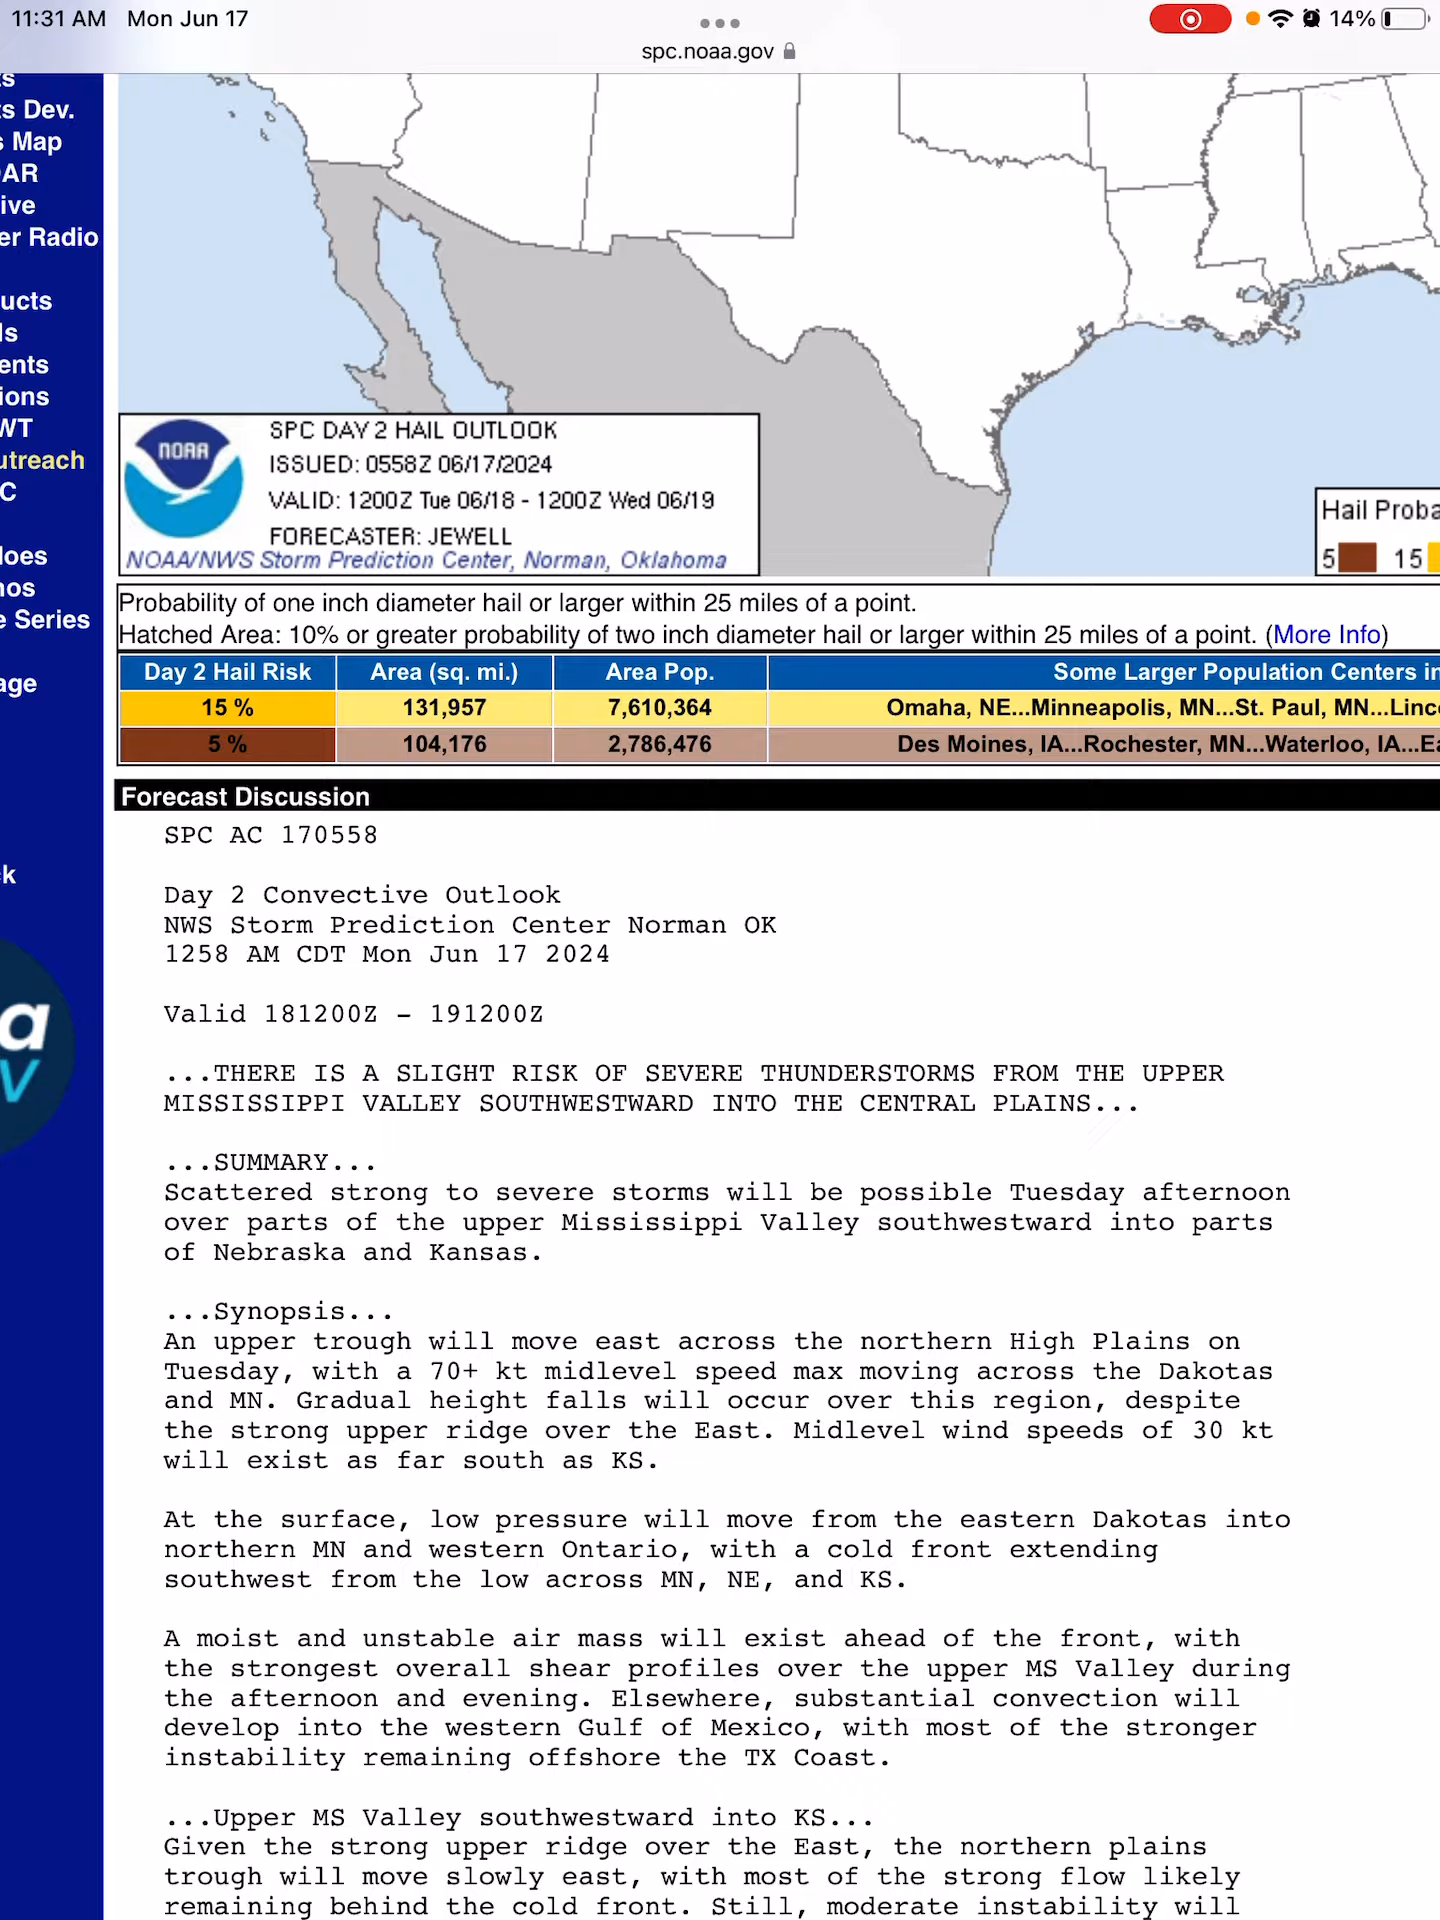 11:31 AM Mon Jun 17
14%
spc.noaa.gov
ts Dev.
s Map
ive
er Radio
ucts
ls
ents
ions
WT
utreach
C
loes
nos
e Series
age
k
a
V
NOAA
SPC DAY 2 HAIL OUTLOOK
ISSUED: 0558Z 06/17/2024
VALID: 1200Z Tue 06/18 - 1200Z Wed 06/19
FORECASTER: JEWELL
NOAA/NWS Storm Prediction Center, Norman, Oklahoma
Hail Proba
5 15
Probability of one inch diameter hail or larger within 25 miles of a point.
Hatched Area: 10% or greater probability of two inch diameter hail or larger within 25 miles of a point. (More Info)
Day 2 Hail Risk Area (sq. mi.) Area Pop. Some Larger Population Centers in
15 % 131,957 7,610,364 Omaha, NE...Minneapolis, MN...St. Paul, MN...Linc
5 % 104,176 2,786,476 Des Moines, IA...Rochester, MN...Waterloo, IA...Ea
Forecast Discussion
SPC AC 170558
Day 2 Convective Outlook
NWS Storm Prediction Center Norman OK
1258 AM CDT Mon Jun 17 2024
Valid 181200Z - 191200Z
...THERE IS A SLIGHT RISK OF SEVERE THUNDERSTORMS FROM THE UPPER
MISSISSIPPI VALLEY SOUTHWESTWARD INTO THE CENTRAL PLAINS...
...SUMMARY...
Scattered strong to severe storms will be possible Tuesday afternoon
over parts of the upper Mississippi Valley southwestward into parts
of Nebraska and Kansas.
...Synopsis...
An upper trough will move east across the northern High Plains on
Tuesday, with a 70+ kt midlevel speed max moving across the Dakotas
and MN. Gradual height falls will occur over this region, despite
the strong upper ridge over the East. Midlevel wind speeds of 30 kt
will exist as far south as KS.
At the surface, low pressure will move from the eastern Dakotas into
northern MN and western Ontario, with a cold front extending
southwest from the low across MN, NE, and KS.
A moist and unstable air mass will exist ahead of the front, with
the strongest overall shear profiles over the upper MS Valley during
the afternoon and evening. Elsewhere, substantial convection will
develop into the western Gulf of Mexico, with most of the stronger
instability remaining offshore the TX Coast.
...Upper MS Valley southwestward into KS...
Given the strong upper ridge over the East, the northern plains
trough will move slowly east, with most of the strong flow likely
remaining behind the cold front. Still, moderate instability will